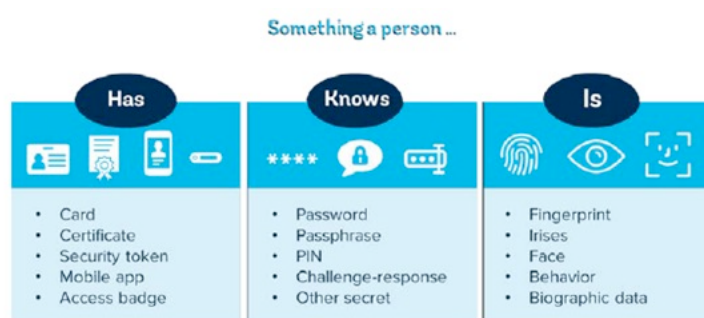 Something a person ...
Has
Knows
Is
****
• Card
• Certificate
• Security token
• Mobile app
• Access badge
• Password
• Passphrase
• PIN
• Challenge-response
• Other secret
• Fingerprint
• Irises
• Face
• Behavior
• Biographic data